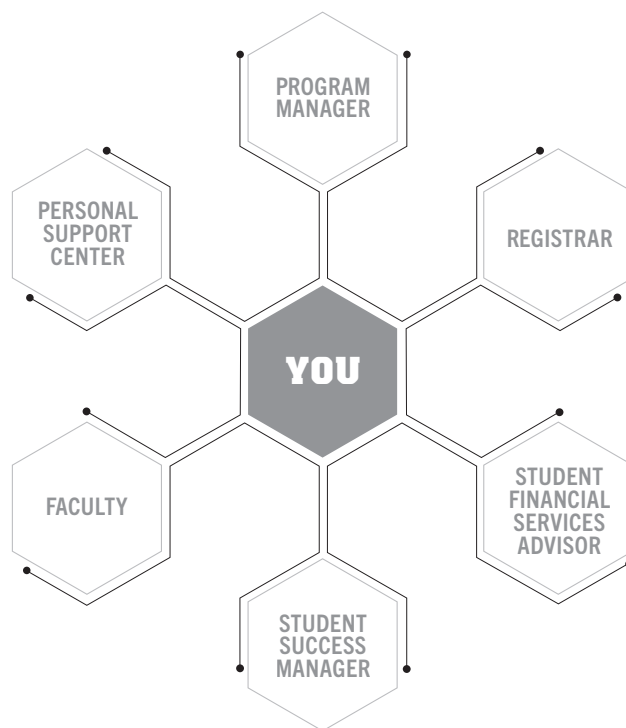 PROGRAM
MANAGER
PERSONAL
SUPPORT
CENTER
REGISTRAR
YOU
FACULTY
STUDENT
FINANCIAL
SERVICES
ADVISOR
STUDENT
SUCCESS
MANAGER